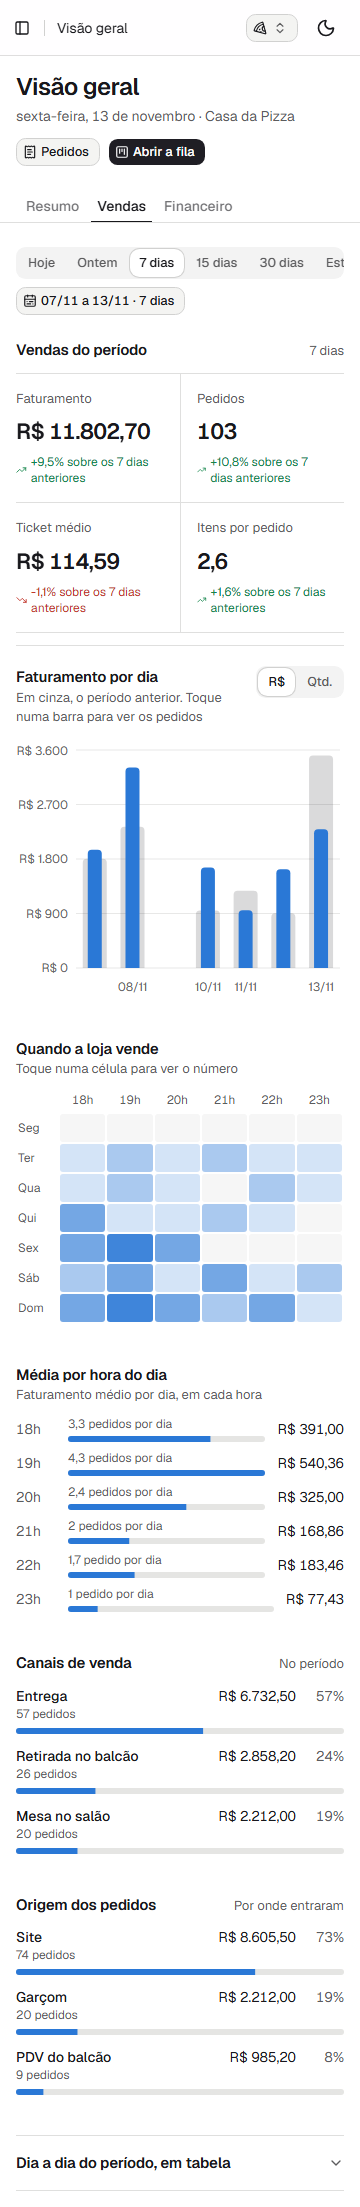 Visão geral
Visão geral
sexta-feira, 13 de novembro · Casa da Pizza
Pedidos
Abrir a fila
Resumo Vendas Financeiro
Hoje Ontem 7 dias 15 dias 30 dias Est
07/11 a 13/11 · 7 dias
Vendas do período 7 dias
Faturamento Pedidos
R$ 11.802,70 103
+9,5% sobre os 7 dias anteriores
+10,8% sobre os 7 dias anteriores
Ticket médio Itens por pedido
R$ 114,59 2,6
-1,1% sobre os 7 dias anteriores
+1,6% sobre os 7 dias anteriores
Faturamento por dia
Em cinza, o período anterior. Toque
numa barra para ver os pedidos
R$ Qtd.
R$ 3.600
R$ 2.700
R$ 1.800
R$ 900
R$ 0
08/11 10/11 11/11 13/11
Quando a loja vende
Toque numa célula para ver o número
18h 19h 20h 21h 22h 23h
Seg
Ter
Qua
Qui
Sex
Sáb
Dom
Média por hora do dia
Faturamento médio por dia, em cada hora
18h 3,3 pedidos por dia R$ 391,00
19h 4,3 pedidos por dia R$ 540,36
20h 2,4 pedidos por dia R$ 325,00
21h 2 pedidos por dia R$ 168,86
22h 1,7 pedido por dia R$ 183,46
23h 1 pedido por dia R$ 77,43
Canais de venda No período
Entrega R$ 6.732,50 57%
57 pedidos
Retirada no balcão R$ 2.858,20 24%
26 pedidos
Mesa no salão R$ 2.212,00 19%
20 pedidos
Origem dos pedidos Por onde entraram
Site R$ 8.605,50 73%
74 pedidos
Garçom R$ 2.212,00 19%
20 pedidos
PDV do balcão R$ 985,20 8%
9 pedidos
Dia a dia do período, em tabela